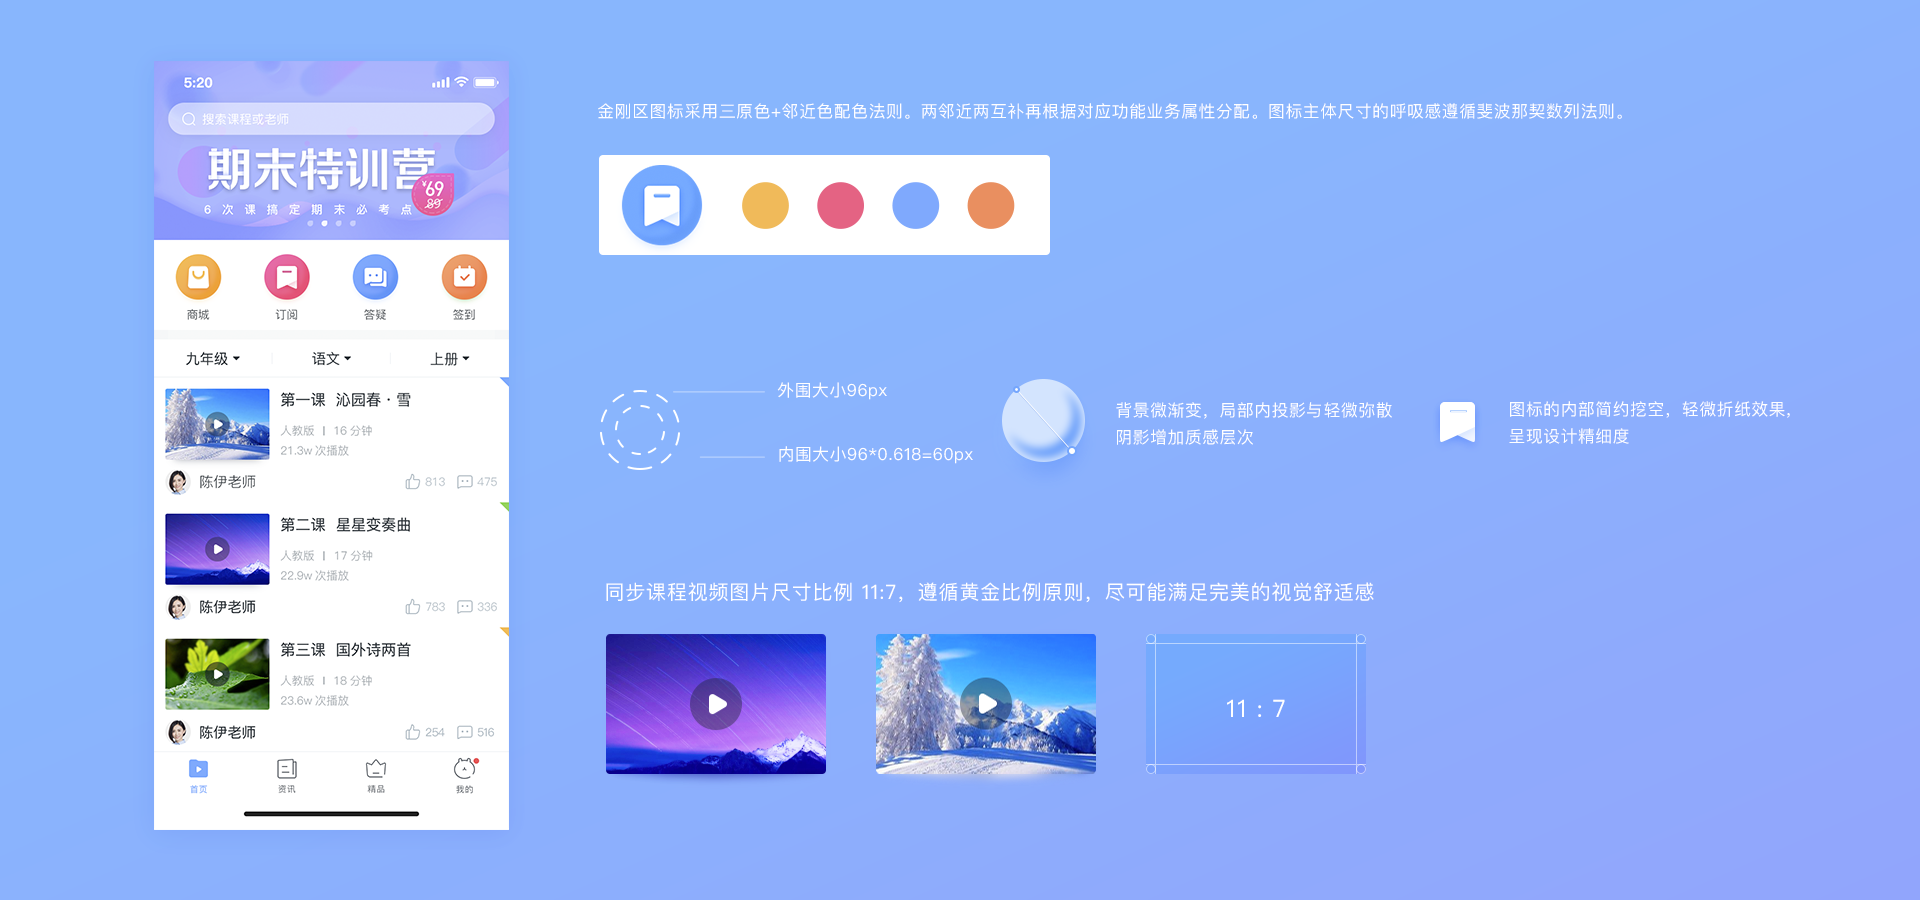 5:20
搜索课程或老师
期末特训营
¥69
89
6次课搞定期末必考点
商城
订阅
答疑
签到
九年级
语文
上册
第一课 沁园春·雪
人教版 | 16 分钟
21.3w 次播放
陈伊老师
813
475
第二课 星星变奏曲
人教版 | 17 分钟
22.9w 次播放
陈伊老师
783
336
第三课 国外诗两首
人教版 | 18 分钟
23.6w 次播放
陈伊老师
254
516
首页
资讯
精品
我的
金刚区图标采用三原色+邻近色配色法则。两邻近两互补再根据对应功能业务属性分配。图标主体尺寸的呼吸感遵循斐波那契数列法则。
外围大小96px
内围大小96*0.618=60px
背景微渐变，局部内投影与轻微弥散
阴影增加质感层次
图标的内部简约挖空，轻微折纸效果，
呈现设计精细度
同步课程视频图片尺寸比例 11:7，遵循黄金比例原则，尽可能满足完美的视觉舒适感
11 : 7